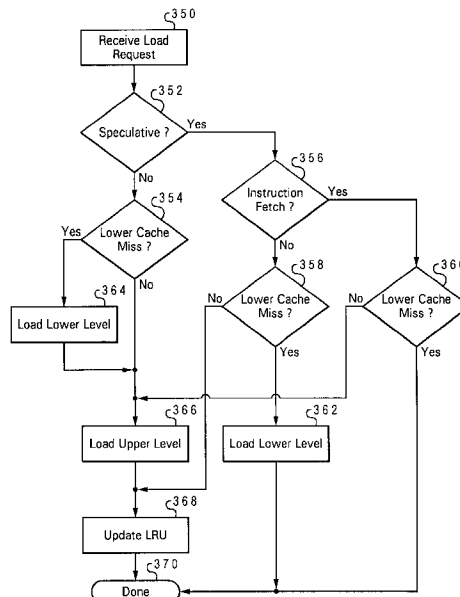 350
Receive Load
Request
352
Speculative ?
Yes
No
354
Lower Cache
Miss ?
Yes
No
356
Instruction
Fetch ?
Yes
No
358
Lower Cache
Miss ?
No
Yes
Lower Cache
Miss ?
No
Yes
364
Load Lower Level
366
Load Upper Level
362
Load Lower Level
368
Update LRU
370
Done